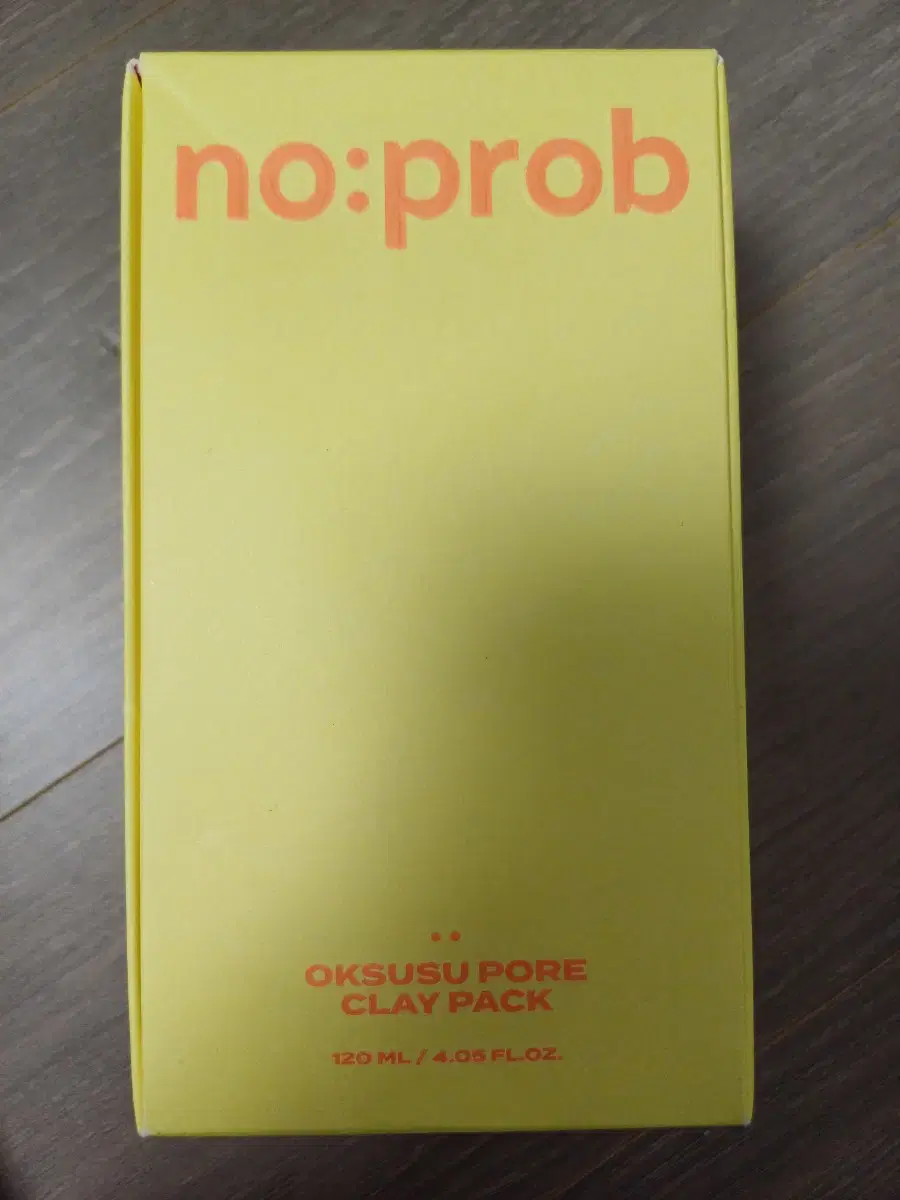 no:prob
OKSUSU PORE
CLAY PACK
120 ML / 4.05 FL.OZ.